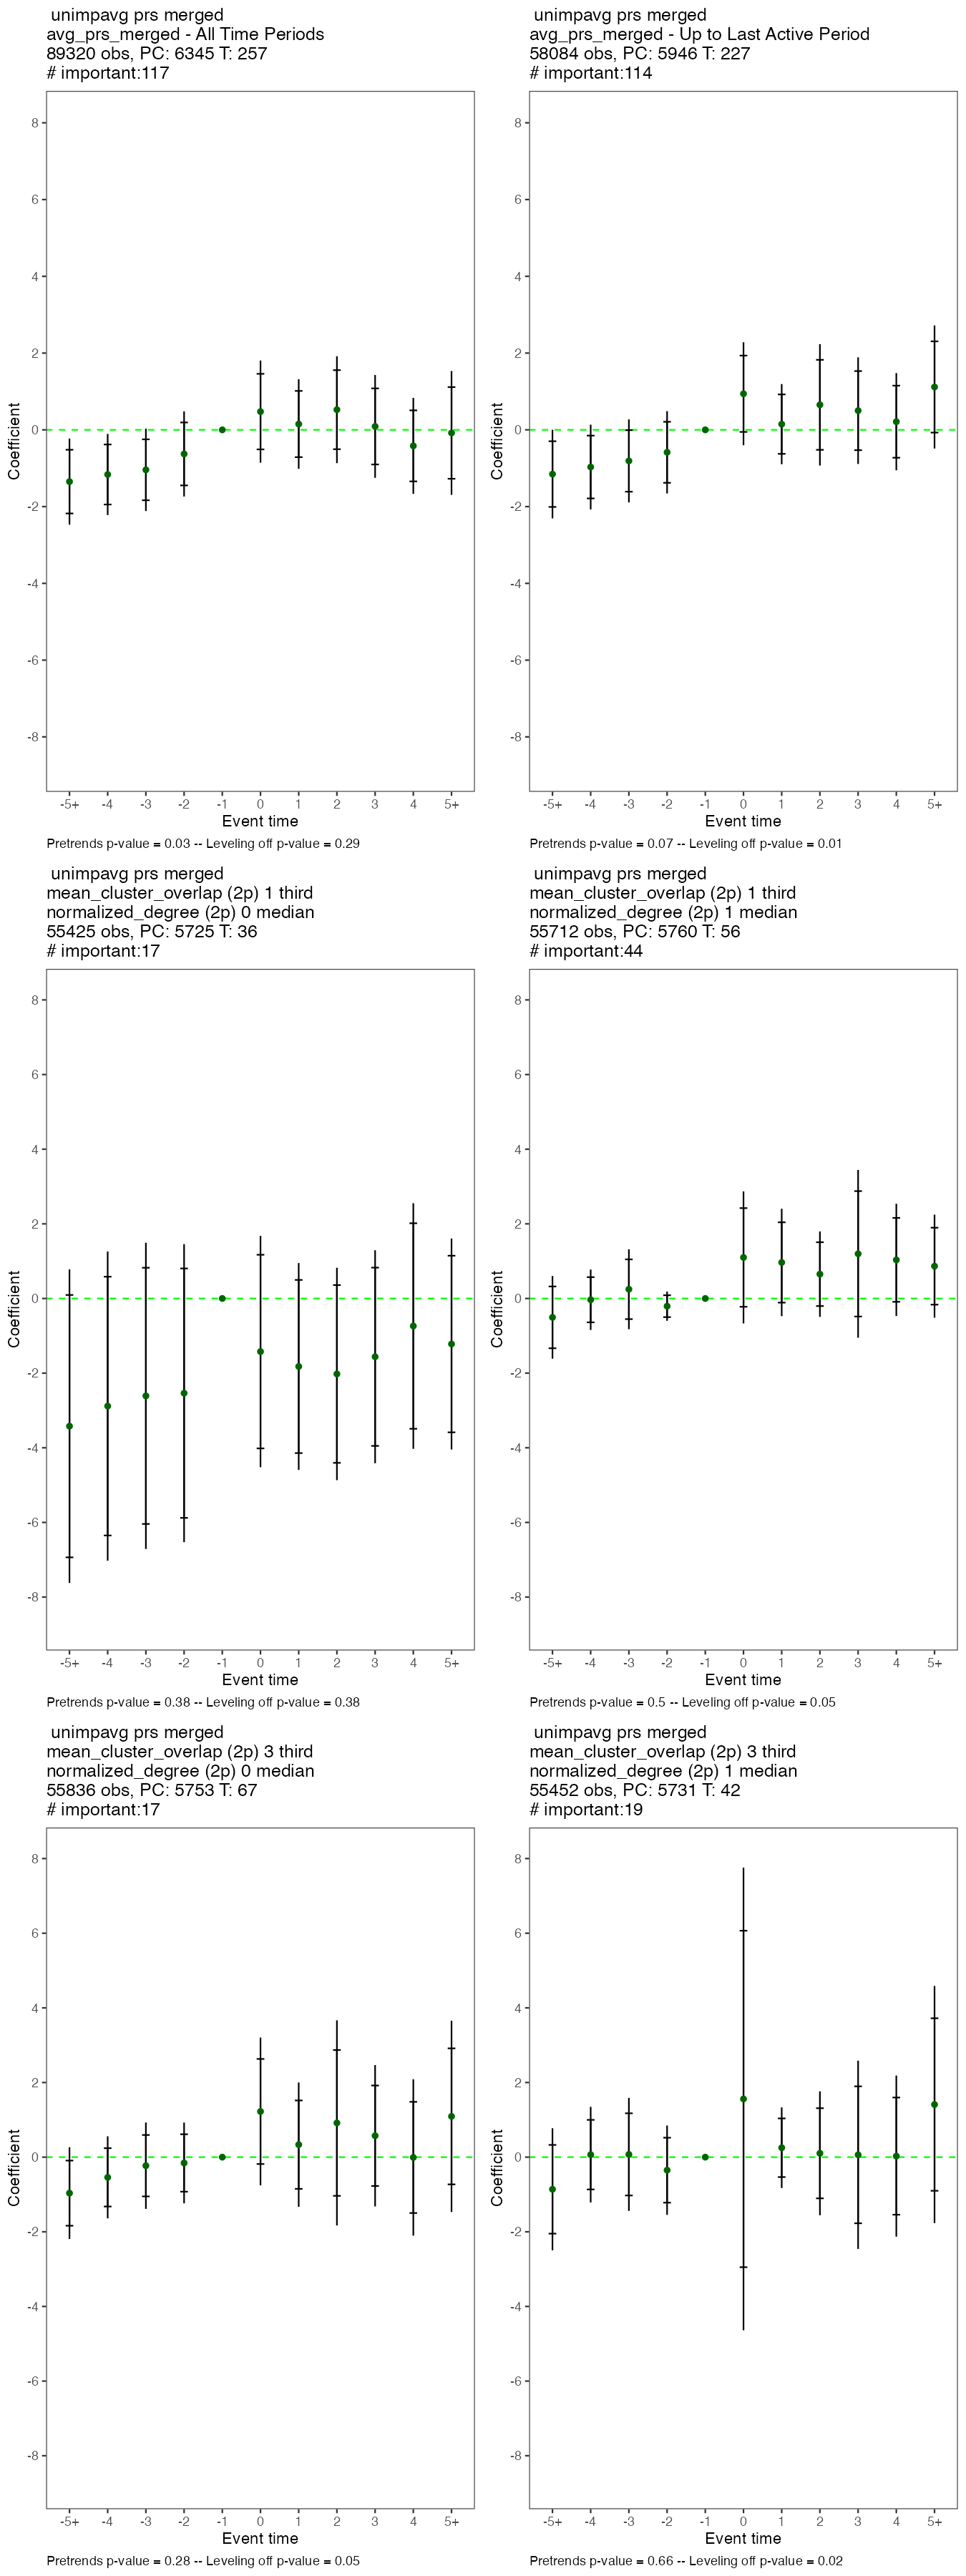 unimpavg prs merged
avg_prs_merged - All Time Periods
89320 obs, PC: 6345 T: 257
# important:117
8
6
4
2
0
-2
-4
-6
-8
Coefficient
-5+ -4 -3 -2 -1 0 1 2 3 4 5+
Event time
Pretrends p-value = 0.03 -- Leveling off p-value = 0.29
unimpavg prs merged
avg_prs_merged - Up to Last Active Period
58084 obs, PC: 5946 T: 227
# important:114
8
6
4
2
0
-2
-4
-6
-8
Coefficient
-5+ -4 -3 -2 -1 0 1 2 3 4 5+
Event time
Pretrends p-value = 0.07 -- Leveling off p-value = 0.01
unimpavg prs merged
mean_cluster_overlap (2p) 1 third
normalized_degree (2p) 0 median
55425 obs, PC: 5725 T: 36
# important:17
8
6
4
2
0
-2
-4
-6
-8
Coefficient
-5+ -4 -3 -2 -1 0 1 2 3 4 5+
Event time
Pretrends p-value = 0.38 -- Leveling off p-value = 0.38
unimpavg prs merged
mean_cluster_overlap (2p) 1 third
normalized_degree (2p) 1 median
55712 obs, PC: 5760 T: 56
# important:44
8
6
4
2
0
-2
-4
-6
-8
Coefficient
-5+ -4 -3 -2 -1 0 1 2 3 4 5+
Event time
Pretrends p-value = 0.5 -- Leveling off p-value = 0.05
unimpavg prs merged
mean_cluster_overlap (2p) 3 third
normalized_degree (2p) 0 median
55836 obs, PC: 5753 T: 67
# important:17
8
6
4
2
0
-2
-4
-6
-8
Coefficient
-5+ -4 -3 -2 -1 0 1 2 3 4 5+
Event time
Pretrends p-value = 0.28 -- Leveling off p-value = 0.05
unimpavg prs merged
mean_cluster_overlap (2p) 3 third
normalized_degree (2p) 1 median
55452 obs, PC: 5731 T: 42
# important:19
8
6
4
2
0
-2
-4
-6
-8
Coefficient
-5+ -4 -3 -2 -1 0 1 2 3 4 5+
Event time
Pretrends p-value = 0.66 -- Leveling off p-value = 0.02